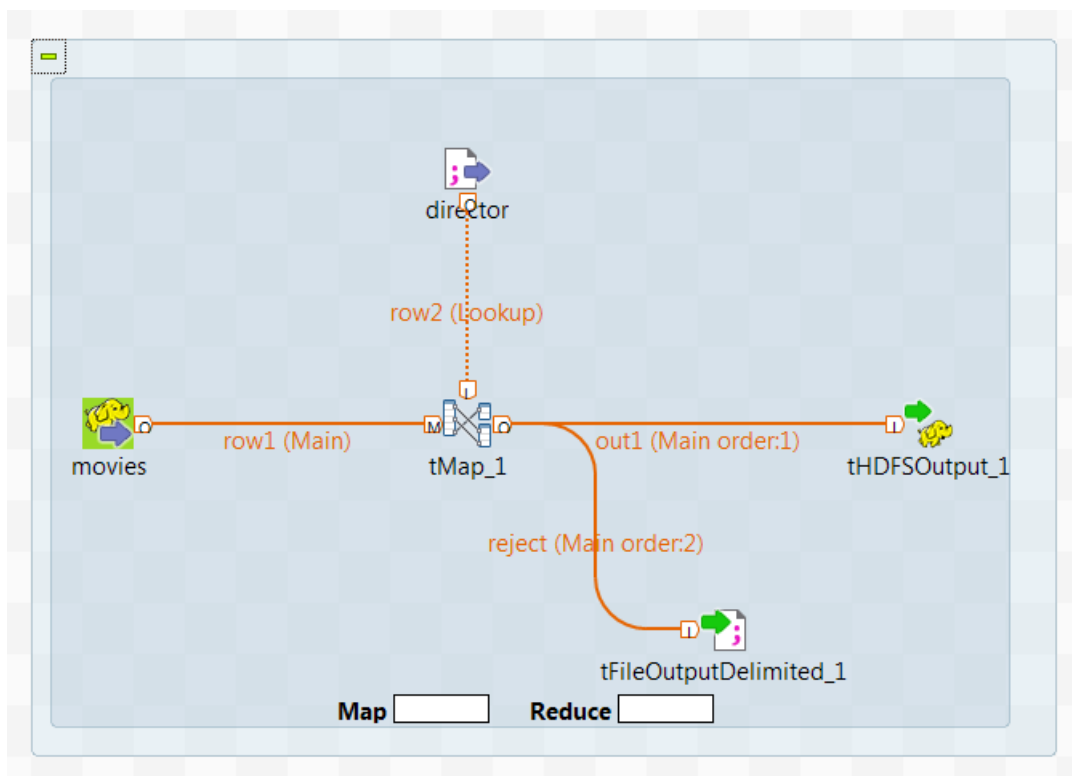 director
row2 (Lookup)
row1 (Main)
out1 (Main order:1)
movies
tMap_1
tHDFSOutput_1
reject (Main order:2)
tFileOutputDelimited_1
Map
Reduce